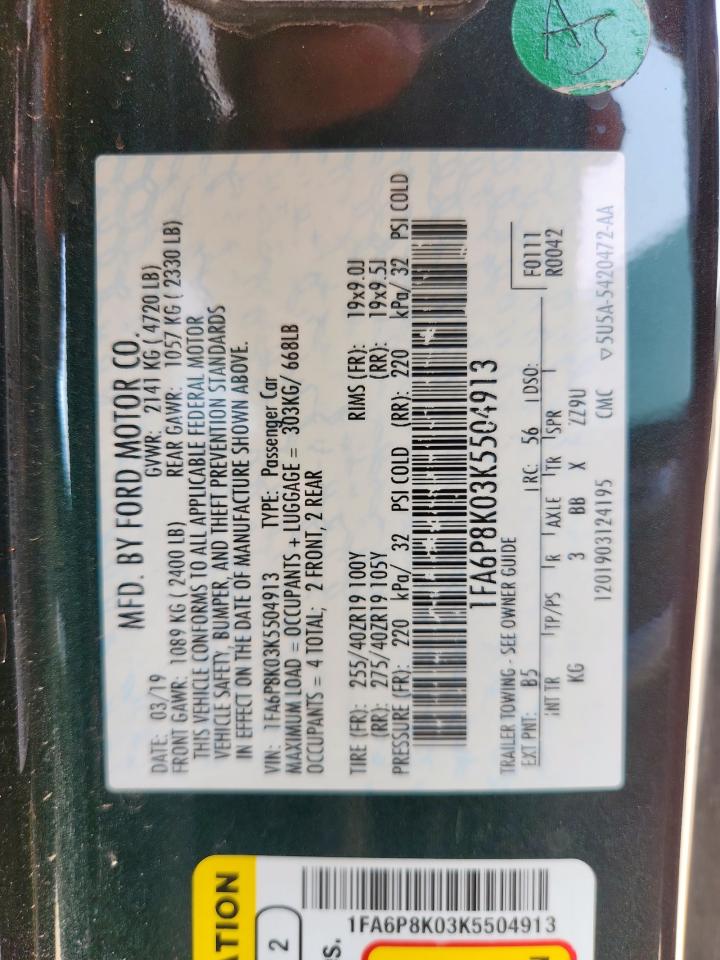 MFD. BY FORD MOTOR CO.
DATE: 03/19 GVWR: 2141 KG ( 4720 LB)
FRONT GAWR: 1089 KG ( 2400 LB) REAR GAWR: 1057 KG ( 2330 LB)
THIS VEHICLE CONFORMS TO ALL APPLICABLE FEDERAL MOTOR
VEHICLE SAFETY, BUMPER, AND THEFT PREVENTION STANDARDS
IN EFFECT ON THE DATE OF MANUFACTURE SHOWN ABOVE.
VIN: 1FA6P8K03K5504913 TYPE: Passenger Car
MAXIMUM LOAD = OCCUPANTS + LUGGAGE = 303KG/ 668LB
OCCUPANTS = 4 TOTAL; 2 FRONT, 2 REAR
TIRE (FR): 255/40ZR19 100Y RIMS (FR): 19x9.0J
(RR): 275/40ZR19 105Y (RR): 19x9.5J
PRESSURE (FR): 220 kPa/ 32 PSI COLD (RR): 220 kPa/ 32 PSI COLD
1FA6P8K03K5504913
TRAILER TOWING - SEE OWNER GUIDE
EXT PNT: B5 RC: 56 DSO: F0111
R0042
INT TR TP/PS R AXLE TR SPR
KG 3 BB X ZZ9U
1201903124195 CMC ▽5U5A-5420472-AA
AS
ATION
2
1FA6P8K03K5504913